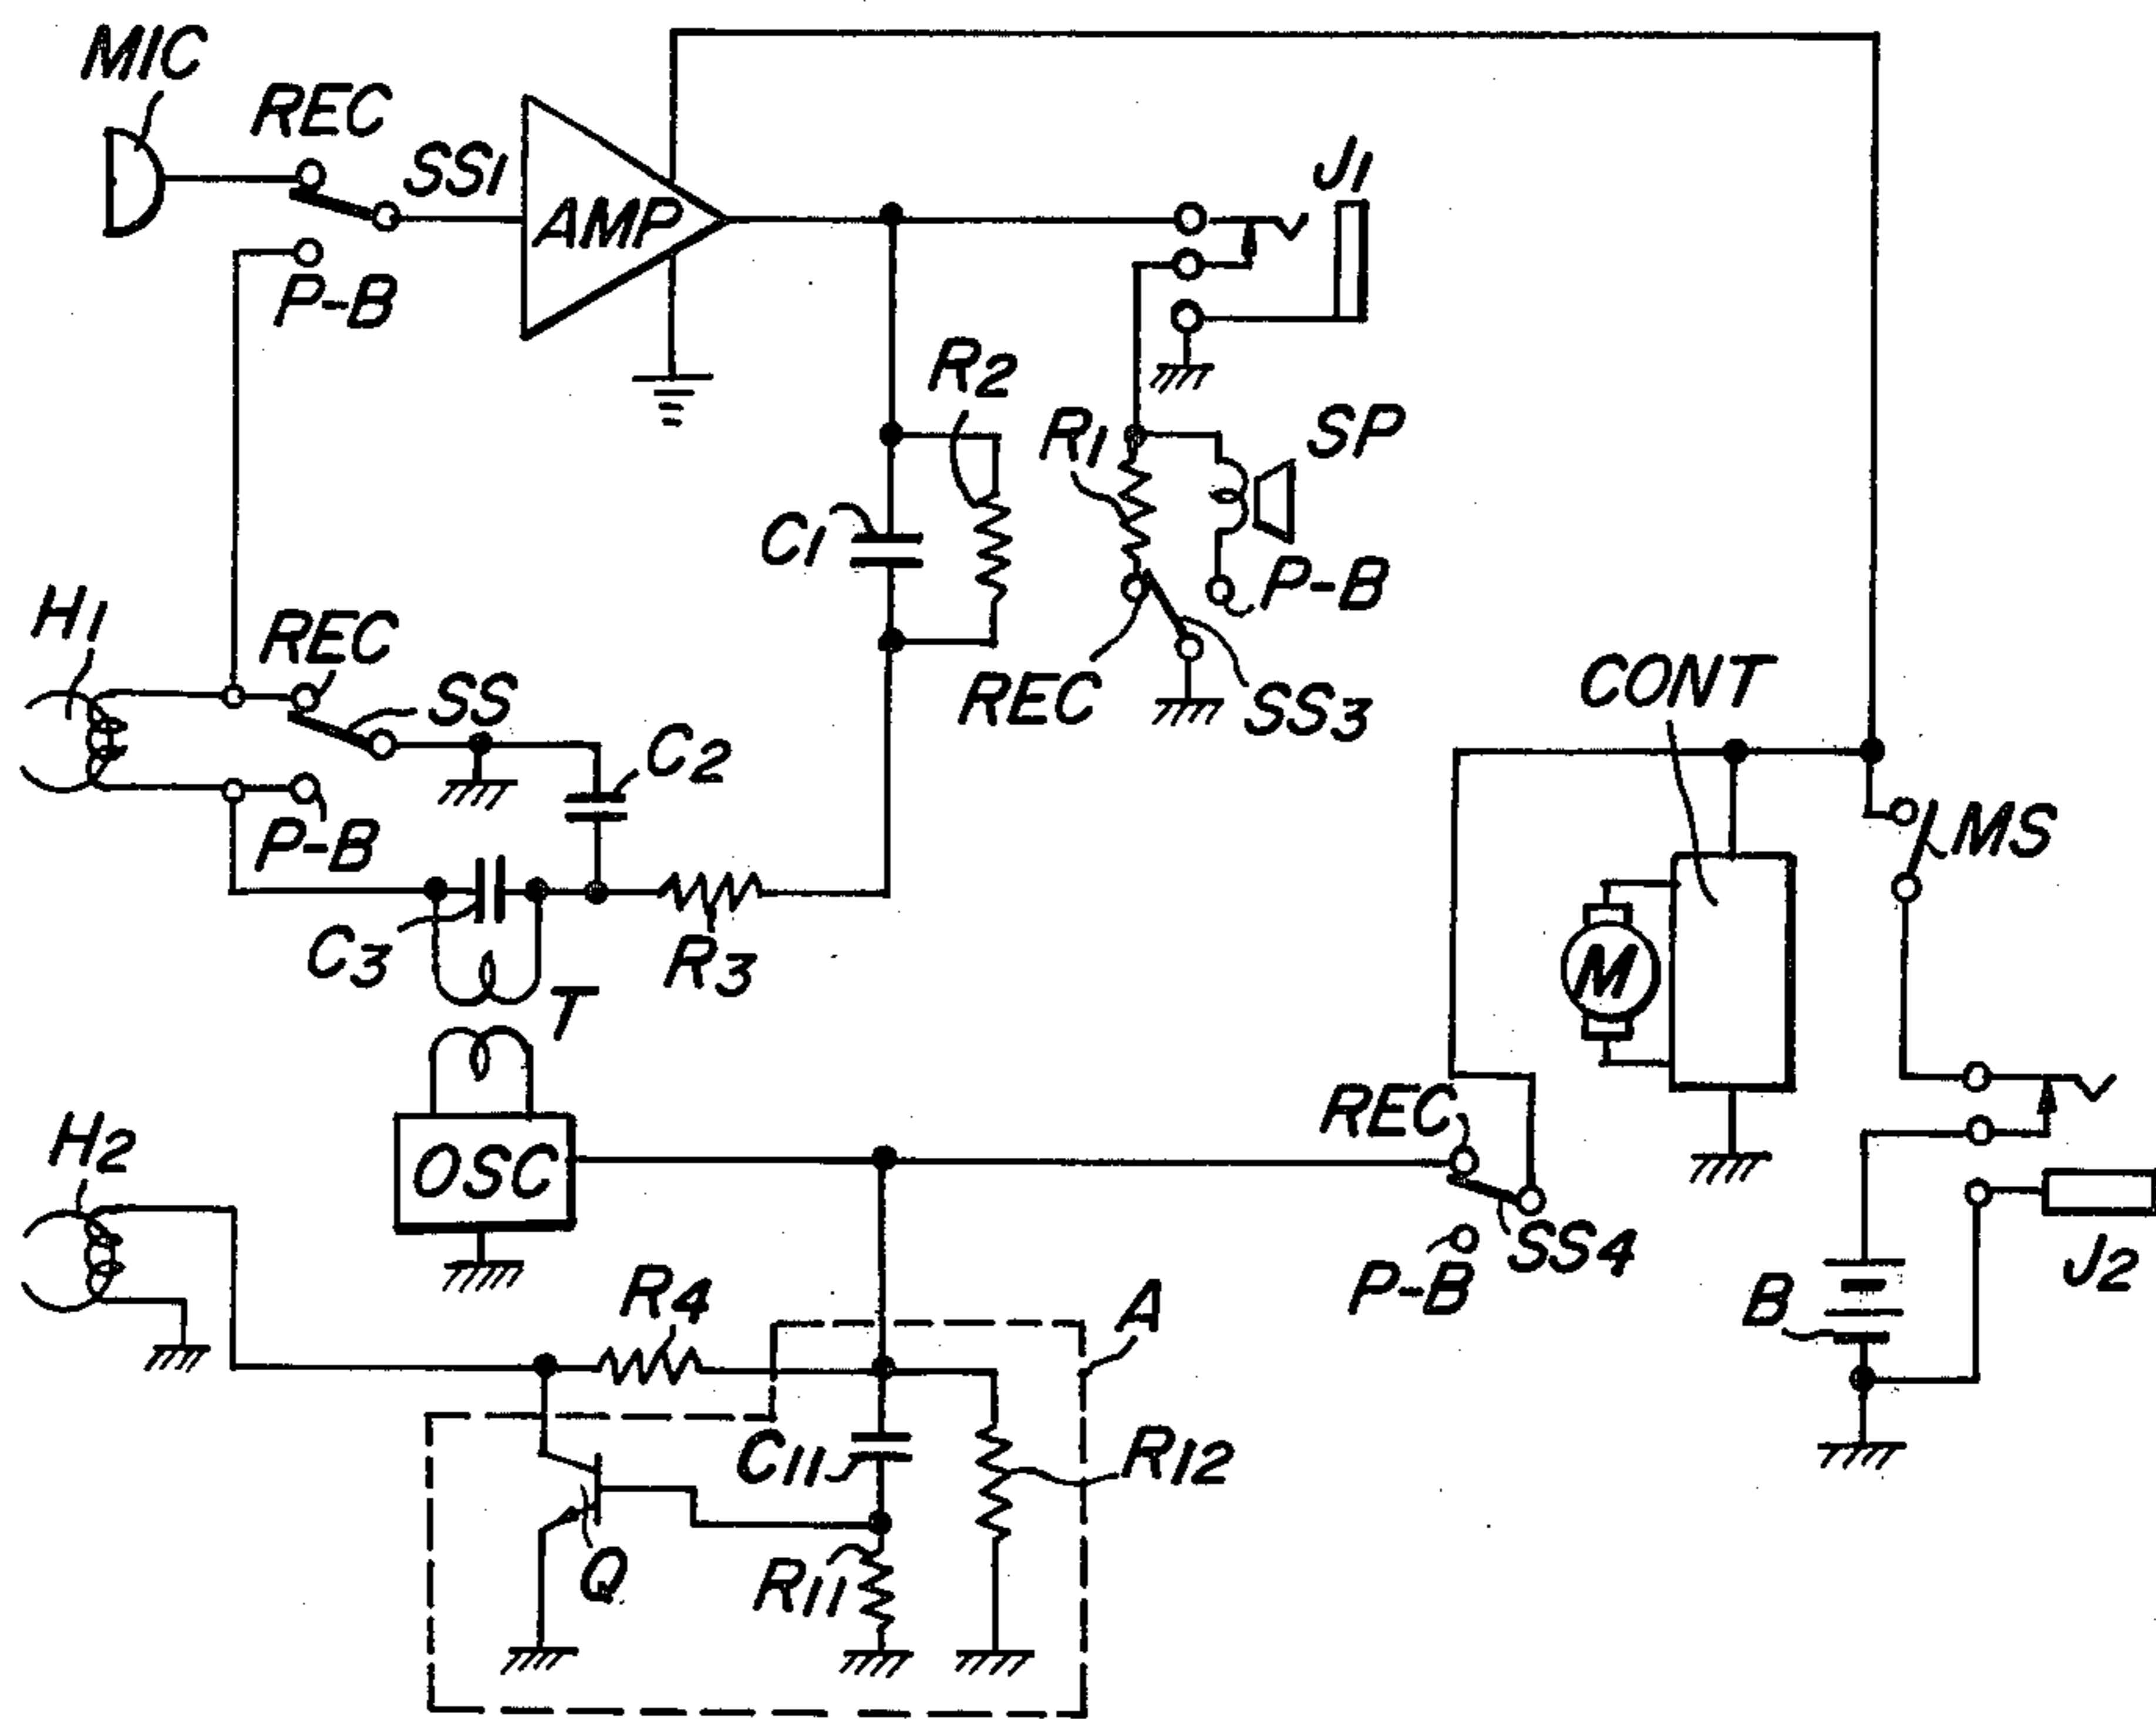 MIC
REC
SS1
AMP
J1
P-B
R2
R1
SP
C1
P-B
H1
REC
SS
REC
SS3
CONT
C2
LMS
P-B
C3
R3
M
T
REC
H2
OSC
SS4
P-B
J2
R4
A
B
C11
R12
Q
R11